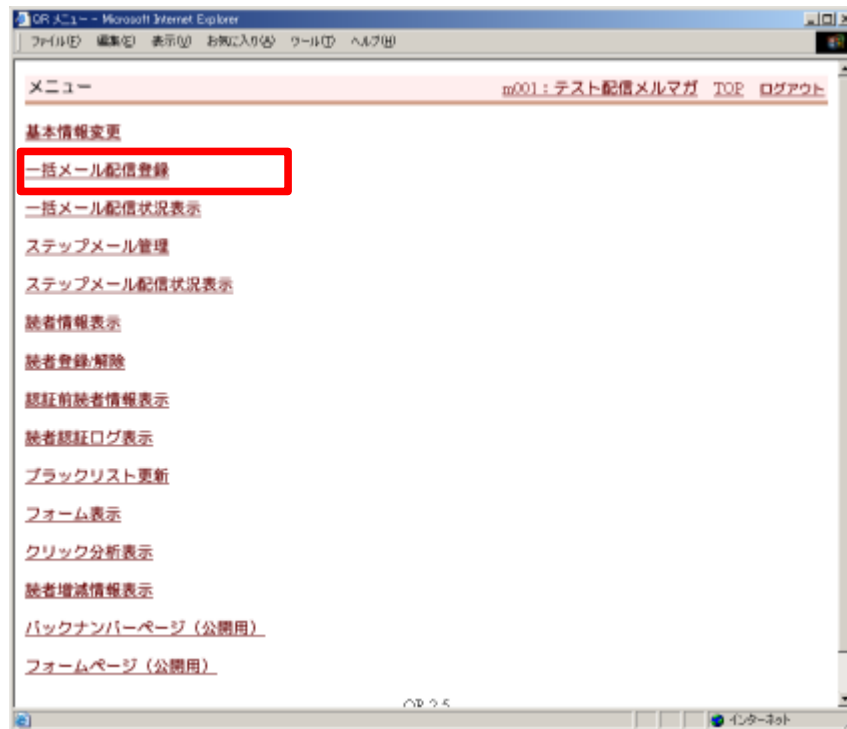 QR メニュー - Microsoft Internet Explorer
ファイル(F) 編集(E) 表示(V) お気に入り(A) ツール(T) ヘルプ(H)
メニュー m001：テスト配信メルマガ TOP ログアウト
基本情報変更
一括メール配信登録
一括メール配信状況表示
ステップメール管理
ステップメール配信状況表示
読者情報表示
読者登録/解除
認証前読者情報表示
読者認証ログ表示
ブラックリスト更新
フォーム表示
クリック分析表示
読者増減情報表示
バックナンバーページ（公開用）
フォームページ（公開用）
インターネット